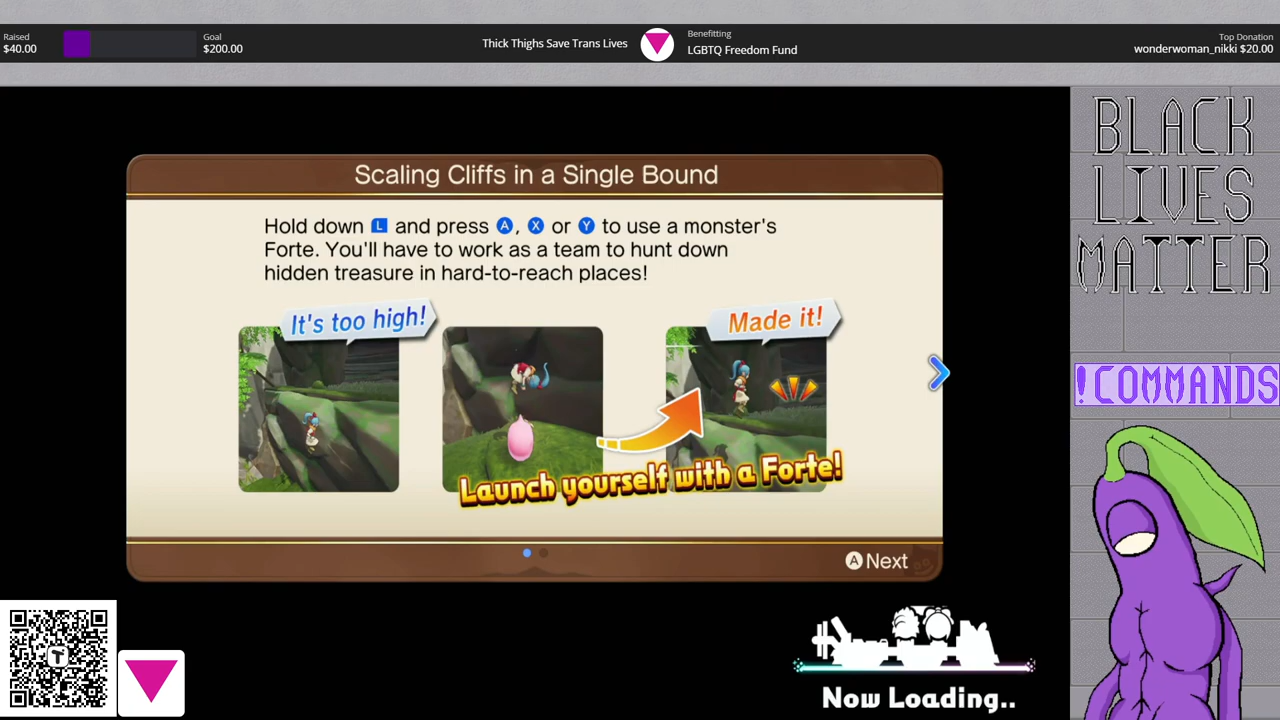 Raised
$40.00
Goal
$200.00
Thick Thighs Save Trans Lives
Benefitting
LGBTQ Freedom Fund
Top Donation
wonderwoman_nikki $20.00
BLACK
LIVES
MATTER
!COMMANDS
Scaling Cliffs in a Single Bound
Hold down L and press A, X or Y to use a monster's
Forte. You'll have to work as a team to hunt down
hidden treasure in hard-to-reach places!
It's too high!
Made it!
Launch yourself with a Forte!
A Next
T
Now Loading..